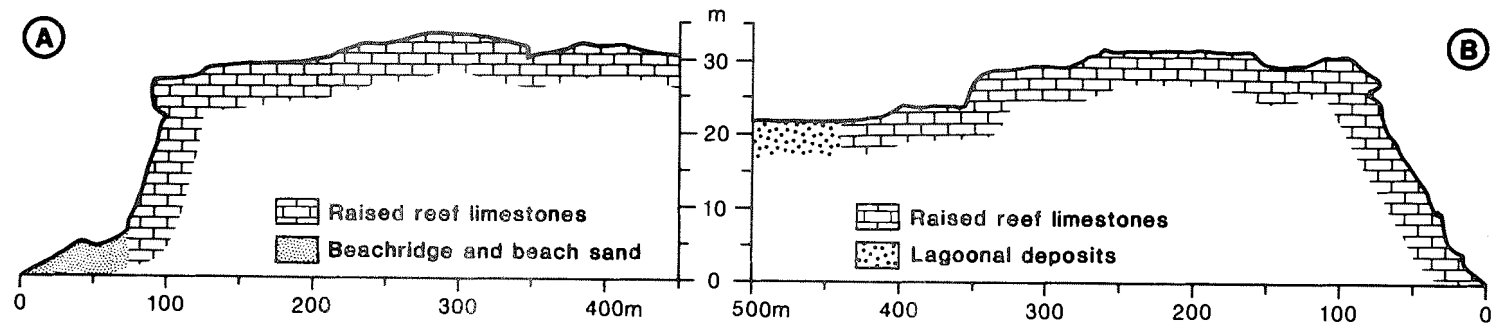 A
m
B
30
20
10
0
Raised reef limestones
Beachridge and beach sand
Raised reef limestones
Lagoonal deposits
0 100 200 300 400m
500m 400 300 200 100 0